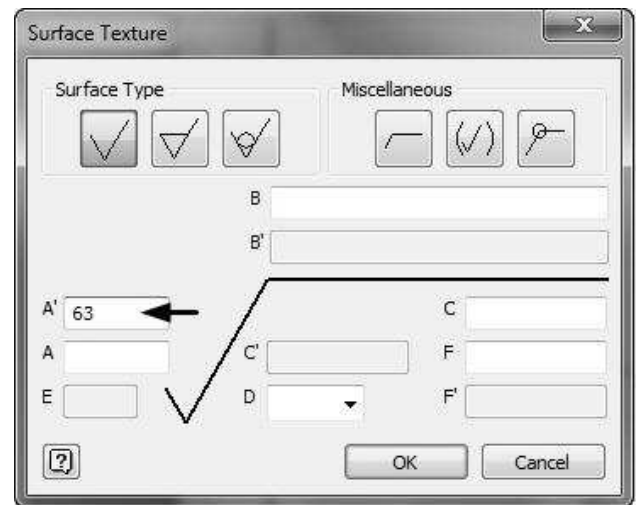 Surface Texture
Surface Type Miscellaneous
B
B'
A' 63 C
A C' F
E D F'
? OK Cancel